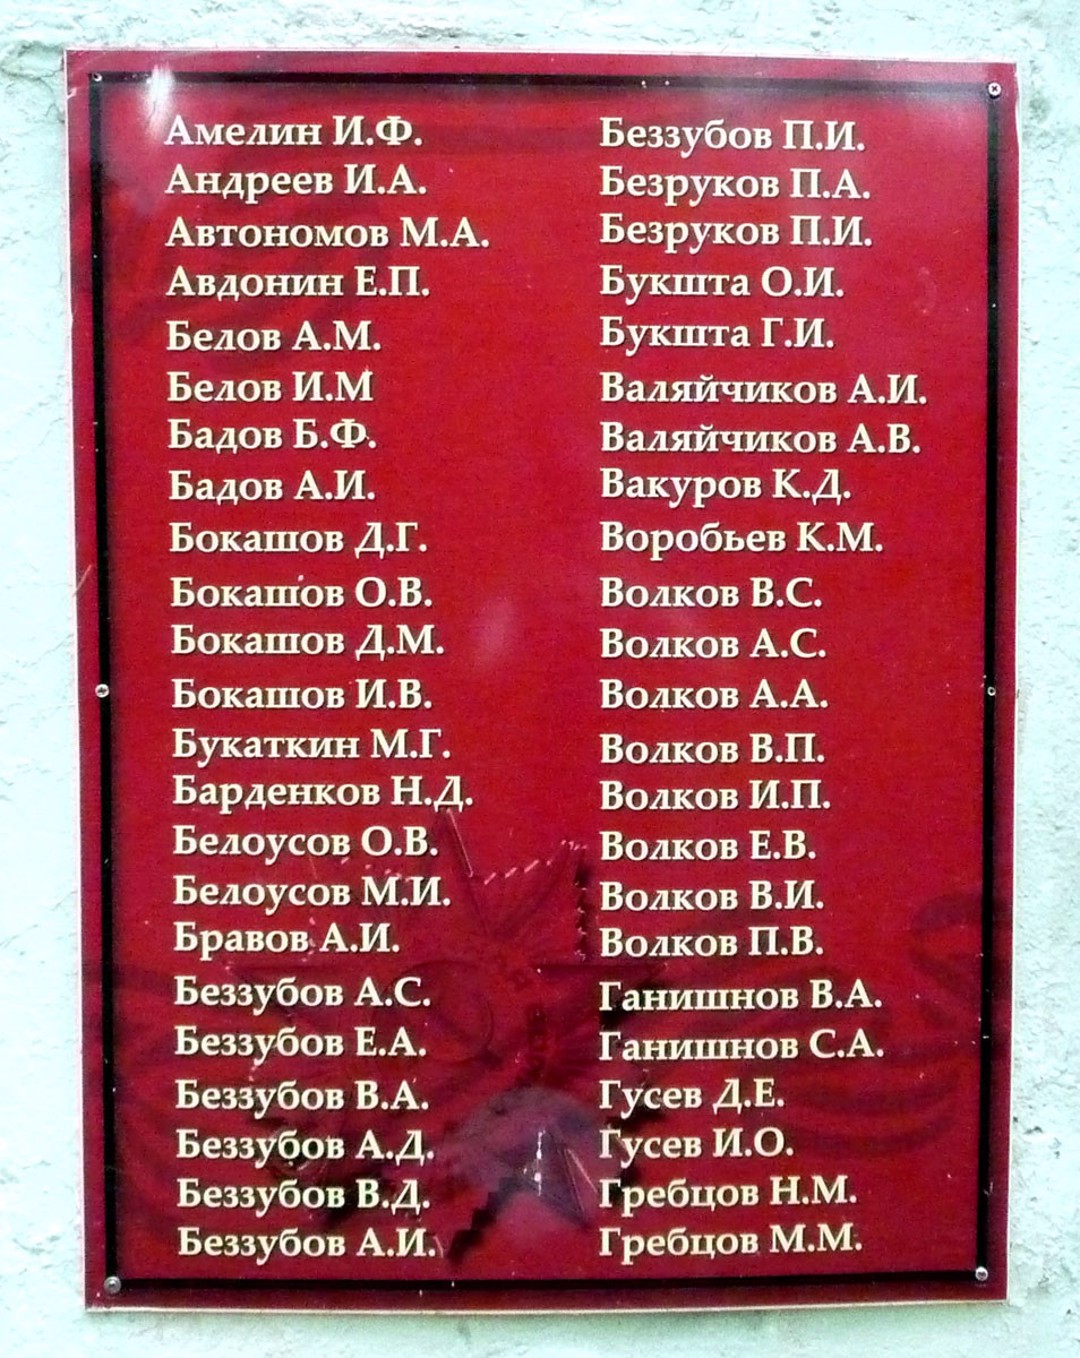 Амелин И.Ф.
Андреев И.А.
Автономов М.А.
Авдонин Е.П.
Белов А.М.
Белов И.М
Бадов Б.Ф.
Бадов А.И.
Бокашов Д.Г.
Бокашов О.В.
Бокашов Д.М.
Бокашов И.В.
Букаткин М.Г.
Барденков Н.Д.
Белоусов О.В.
Белоусов М.И.
Бравов А.И.
Беззубов А.С.
Беззубов Е.А.
Беззубов В.А.
Беззубов А.Д.
Беззубов В.Д.
Беззубов А.И.
Беззубов П.И.
Безруков П.А.
Безруков П.И.
Букшта О.И.
Букшта Г.И.
Валяйчиков А.И.
Валяйчиков А.В.
Вакуров К.Д.
Воробьев К.М.
Волков В.С.
Волков А.С.
Волков А.А.
Волков В.П.
Волков И.П.
Волков Е.В.
Волков В.И.
Волков П.В.
Ганишнов В.А.
Ганишнов С.А.
Гусев Д.Е.
Гусев И.О.
Гребцов Н.М.
Гребцов М.М.